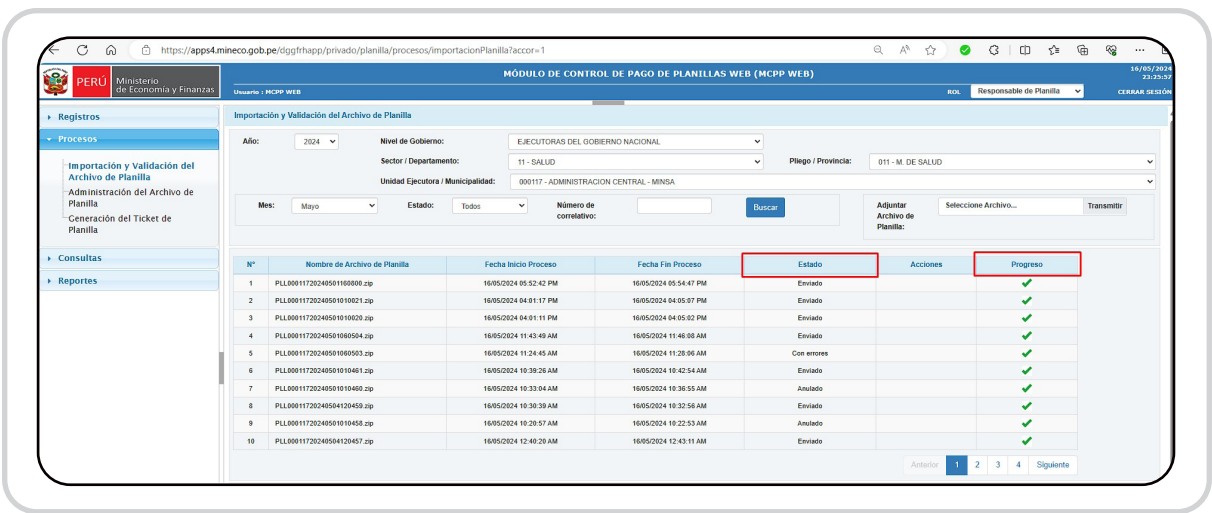 https://apps4.mineco.gob.pe/dggfrhapp/privado/planilla/procesos/importacionPlanilla?accor=1
PERÚ Ministerio de Economía y Finanzas
MÓDULO DE CONTROL DE PAGO DE PLANILLAS WEB (MCPP WEB)
16/05/2024
23:25:57
Usuario : MCPP WEB
ROL Responsable de Planilla CERRAR SESIÓN
Registros
Procesos
Importación y Validación del
Archivo de Planilla
Administración del Archivo de
Planilla
Generación del Ticket de
Planilla
Consultas
Reportes
Importación y Validación del Archivo de Planilla
Año: 2024 Nivel de Gobierno: EJECUTORAS DEL GOBIERNO NACIONAL
Sector / Departamento: 11 - SALUD Pliego / Provincia: 011 - M. DE SALUD
Unidad Ejecutora / Municipalidad: 000117 - ADMINISTRACION CENTRAL - MINSA
Mes: Mayo Estado: Todos Número de correlativo: Buscar Adjuntar Archivo de Planilla: Seleccione Archivo... Transmitir
N° Nombre de Archivo de Planilla Fecha Inicio Proceso Fecha Fin Proceso Estado Acciones Progreso
1 PLL00011720240501160800.zip 16/05/2024 05:52:42 PM 16/05/2024 05:54:47 PM Enviado
2 PLL00011720240501010021.zip 16/05/2024 04:01:17 PM 16/05/2024 04:05:07 PM Enviado
3 PLL00011720240501010020.zip 16/05/2024 04:01:11 PM 16/05/2024 04:05:02 PM Enviado
4 PLL00011720240501060504.zip 16/05/2024 11:43:49 AM 16/05/2024 11:46:08 AM Enviado
5 PLL00011720240501060503.zip 16/05/2024 11:24:45 AM 16/05/2024 11:28:06 AM Con errores
6 PLL00011720240501010461.zip 16/05/2024 10:39:26 AM 16/05/2024 10:42:54 AM Enviado
7 PLL00011720240501010460.zip 16/05/2024 10:33:04 AM 16/05/2024 10:36:55 AM Anulado
8 PLL00011720240504120459.zip 16/05/2024 10:30:39 AM 16/05/2024 10:32:56 AM Enviado
9 PLL00011720240501010458.zip 16/05/2024 10:20:57 AM 16/05/2024 10:22:53 AM Anulado
10 PLL00011720240504120457.zip 16/05/2024 12:40:20 AM 16/05/2024 12:43:11 AM Enviado
Anterior 1 2 3 4 Siguiente